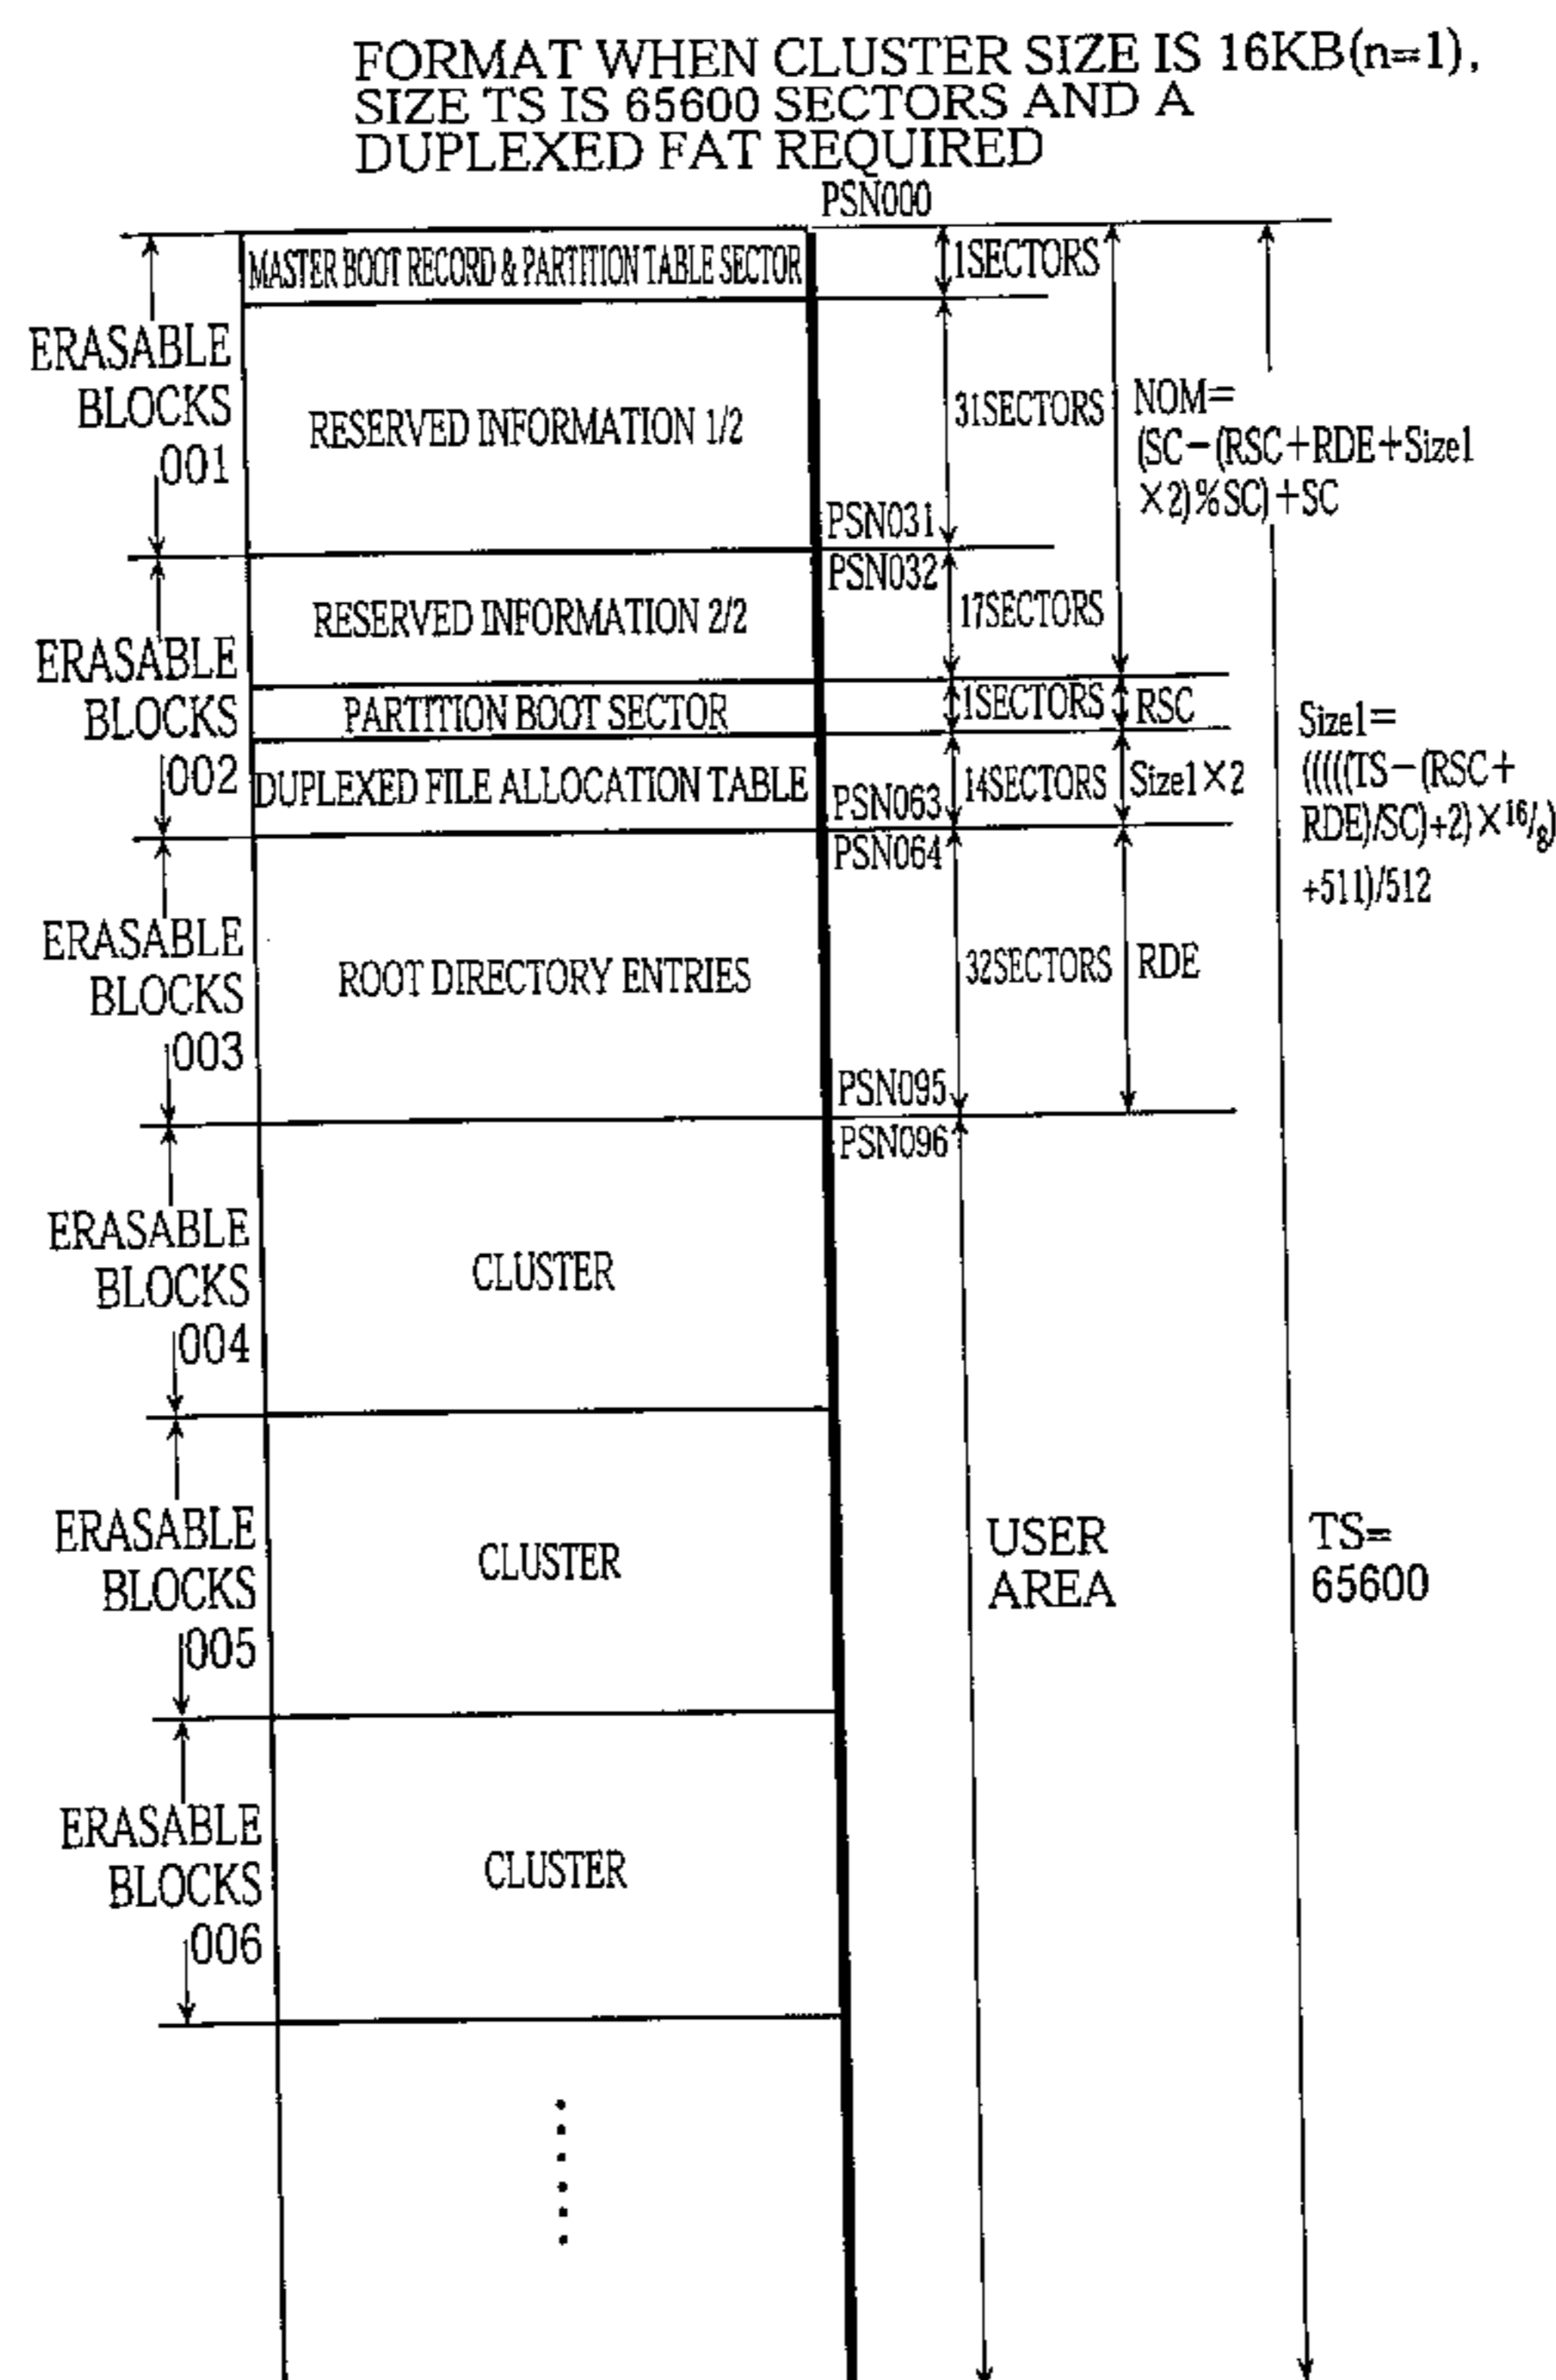 FORMAT WHEN CLUSTER SIZE IS 16KB(n=1),
SIZE TS IS 65600 SECTORS AND A
DUPLEXED FAT REQUIRED
PSN000
MASTER BOOT RECORD & PARTITION TABLE SECTOR
1SECTORS
ERASABLE
BLOCKS
001
RESERVED INFORMATION 1/2
31SECTORS
NOM=
(SC-(RSC+RDE+Size1
×2)%SC)+SC
PSN031
PSN032
RESERVED INFORMATION 2/2
17SECTORS
ERASABLE
BLOCKS
002
PARTITION BOOT SECTOR
1SECTORS
RSC
DUPLEXED FILE ALLOCATION TABLE
PSN063
14SECTORS
Size1×2
Size1=
(((((TS-(RSC+
RDE)/SC)+2)×16/8)
+511)/512
PSN064
ERASABLE
BLOCKS
003
ROOT DIRECTORY ENTRIES
32SECTORS
RDE
PSN095
PSN096
ERASABLE
BLOCKS
004
CLUSTER
ERASABLE
BLOCKS
005
CLUSTER
USER
AREA
TS=
65600
ERASABLE
BLOCKS
006
CLUSTER